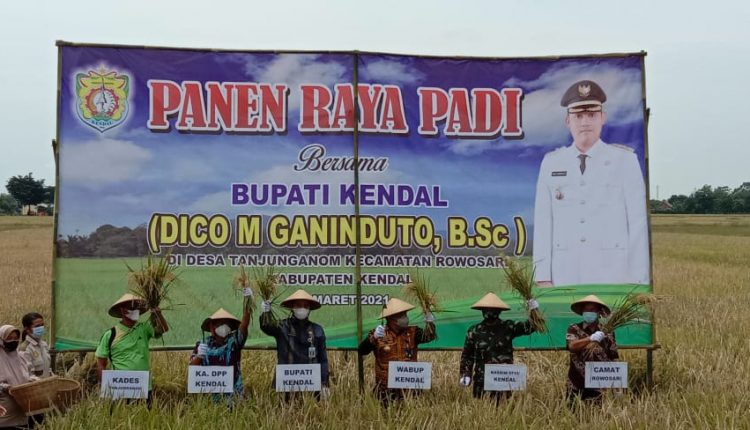 KENDAL
PANEN RAYA PADI
Bersama
BUPATI KENDAL
(DICO M GANINDUTO, B.Sc)
DI DESA TANJUNGANOM KECAMATAN ROWOSARI
KABUPATEN KENDAL
MARET 2021
KADES
KA. DPP
KENDAL
BUPATI
KENDAL
WABUP
KENDAL
KENDAL
CAMAT
ROWOSARI